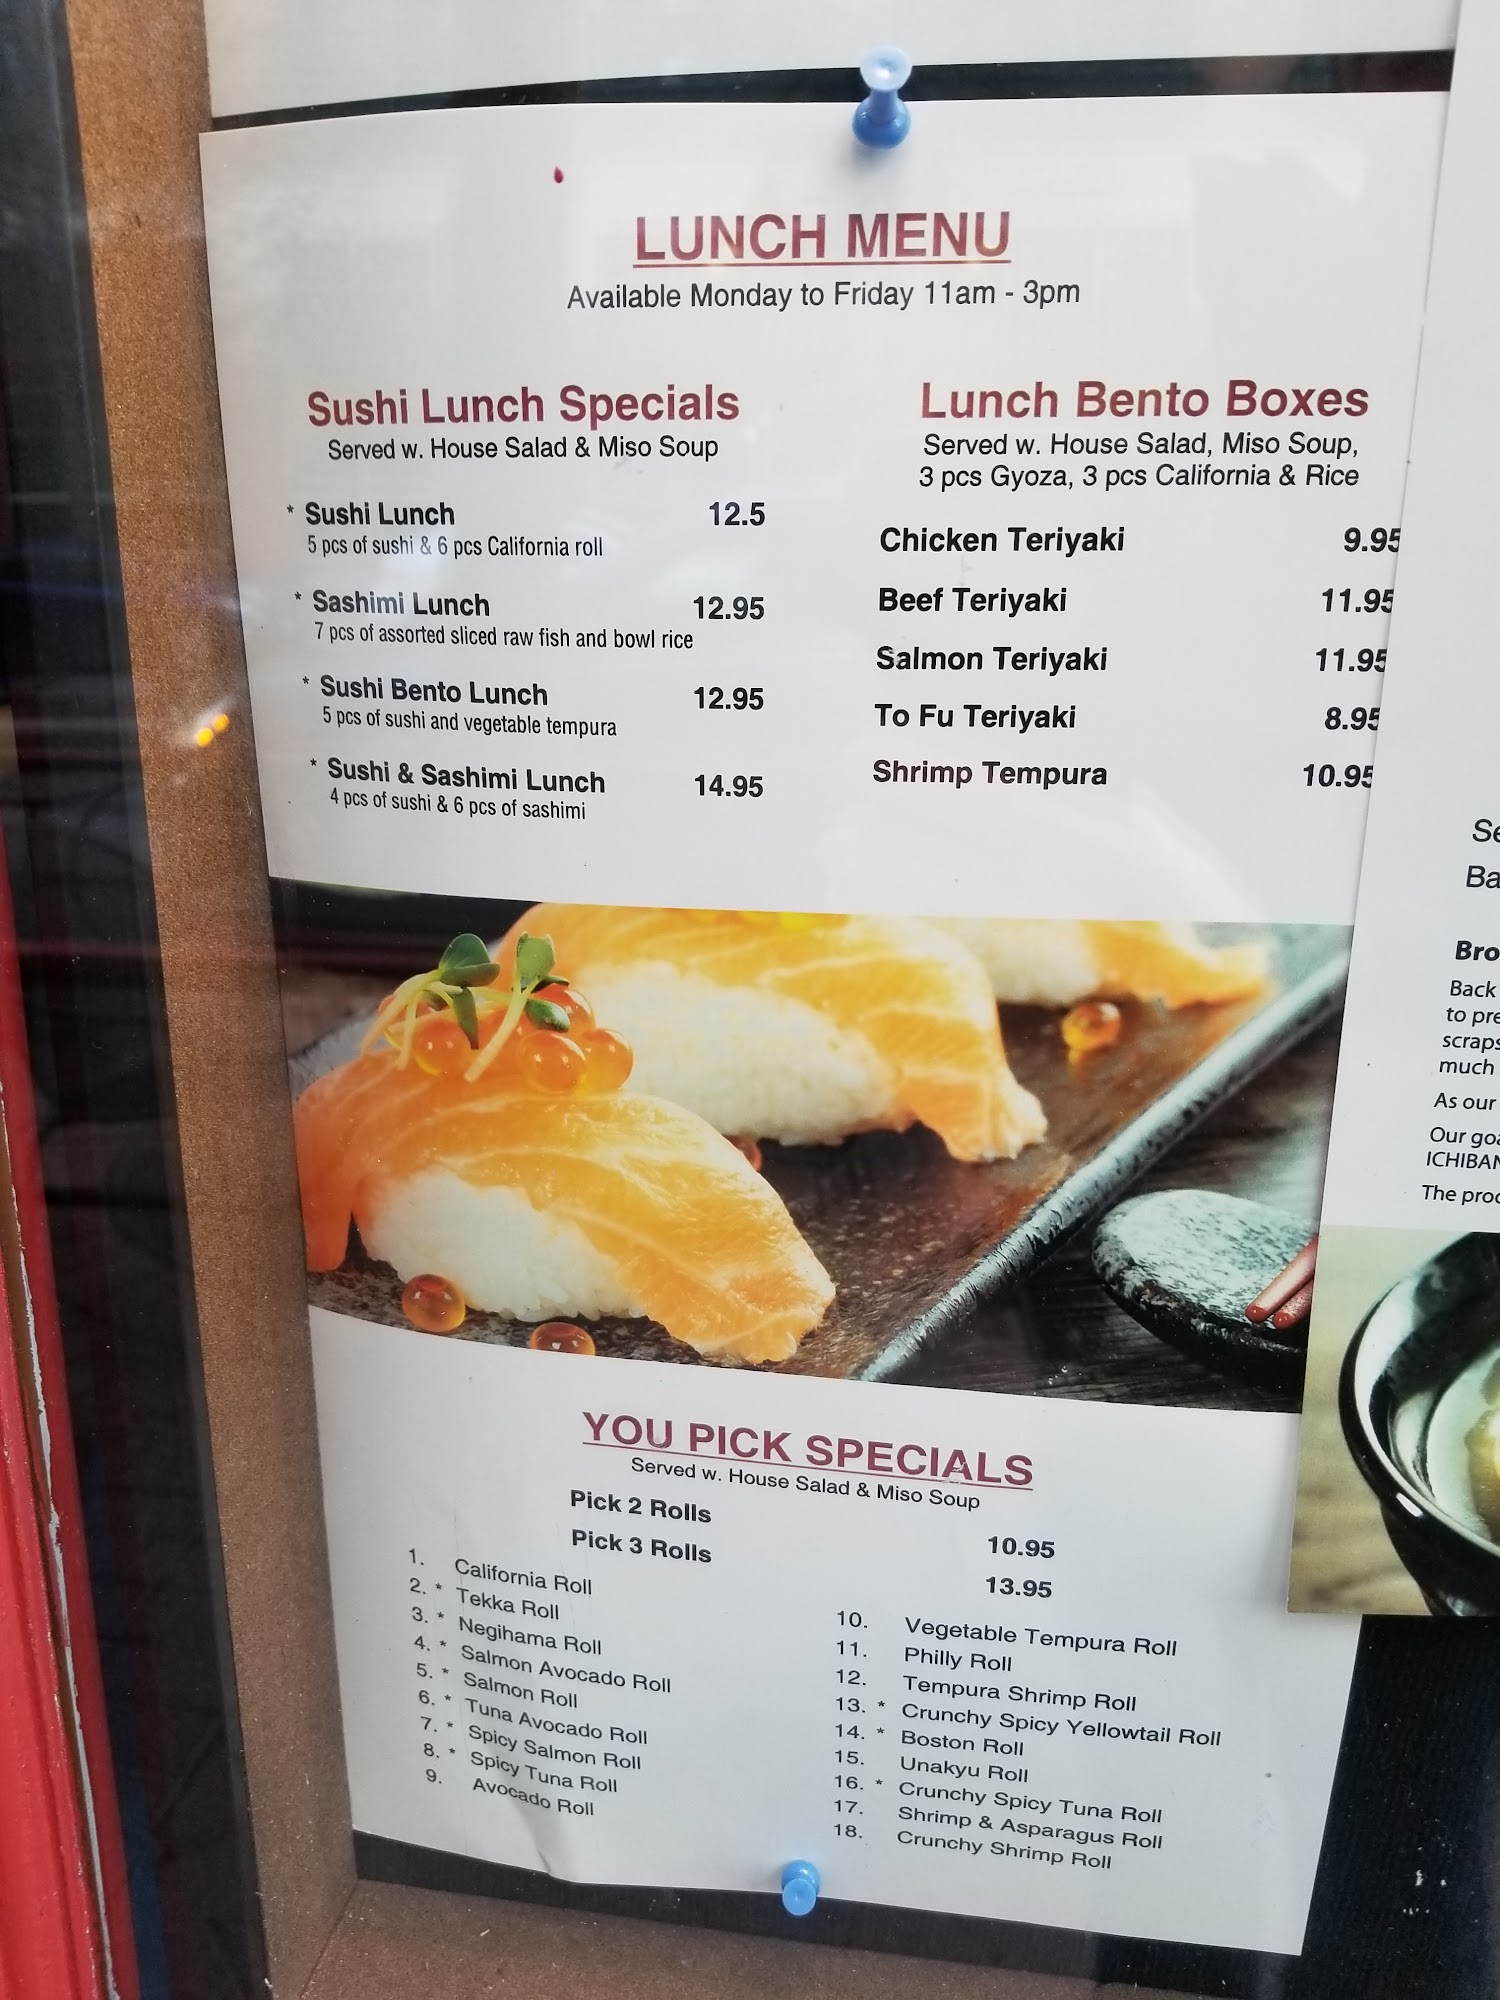 LUNCH MENU
Available Monday to Friday 11am - 3pm
Sushi Lunch Specials
Served w. House Salad & Miso Soup
* Sushi Lunch 12.5
5 pcs of sushi & 6 pcs California roll
* Sashimi Lunch 12.95
7 pcs of assorted sliced raw fish and bowl rice
* Sushi Bento Lunch 12.95
5 pcs of sushi and vegetable tempura
* Sushi & Sashimi Lunch 14.95
4 pcs of sushi & 6 pcs of sashimi
Lunch Bento Boxes
Served w. House Salad, Miso Soup,
3 pcs Gyoza, 3 pcs California & Rice
Chicken Teriyaki 9.95
Beef Teriyaki 11.95
Salmon Teriyaki 11.95
To Fu Teriyaki 8.95
Shrimp Tempura 10.95
YOU PICK SPECIALS
Served w. House Salad & Miso Soup
Pick 2 Rolls 10.95
Pick 3 Rolls 13.95
1. California Roll
2. * Tekka Roll
3. * Negihama Roll
4. * Salmon Avocado Roll
5. * Salmon Roll
6. * Tuna Avocado Roll
7. * Spicy Salmon Roll
8. * Spicy Tuna Roll
9. Avocado Roll
10. Vegetable Tempura Roll
11. Philly Roll
12. Tempura Shrimp Roll
13. * Crunchy Spicy Yellowtail Roll
14. * Boston Roll
15. Unakyu Roll
16. * Crunchy Spicy Tuna Roll
17. Shrimp & Asparagus Roll
18. Crunchy Shrimp Roll
Back
to pre
scraps
much
As our
Our
The